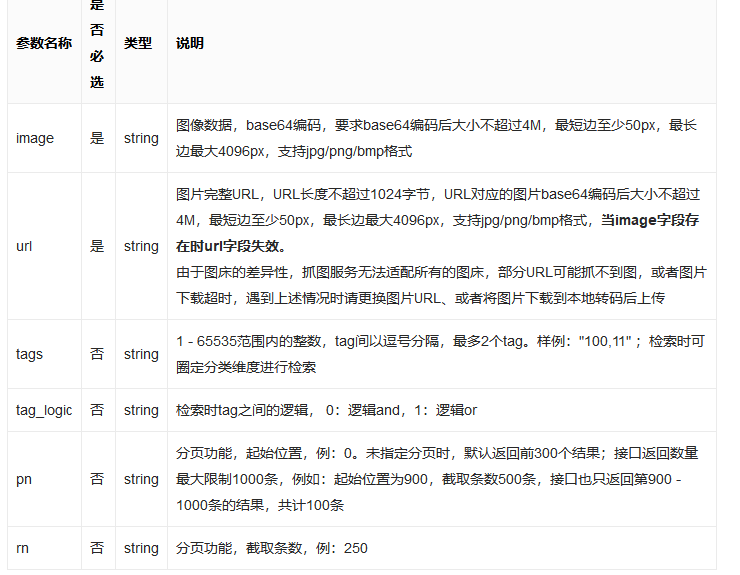 参数名称 是否必选 类型 说明
image 是 string 图像数据，base64编码，要求base64编码后大小不超过4M，最短边至少50px，最长
边最大4096px，支持jpg/png/bmp格式
url 是 string 图片完整URL，URL长度不超过1024字节，URL对应的图片base64编码后大小不超过
4M，最短边至少50px，最长边最大4096px，支持jpg/png/bmp格式，当image字段存
在时url字段失效。
由于图床的差异性，抓图服务无法适配所有的图床，部分URL可能抓不到图，或者图片
下载超时，遇到上述情况时请更换图片URL、或者将图片下载到本地转码后上传
tags 否 string 1 - 65535范围内的整数，tag间以逗号分隔，最多2个tag。样例："100,11" ；检索时可
圈定分类维度进行检索
tag_logic 否 string 检索时tag之间的逻辑， 0：逻辑and，1：逻辑or
pn 否 string 分页功能，起始位置，例：0。未指定分页时，默认返回前300个结果；接口返回数量
最大限制1000条，例如：起始位置为900，截取条数500条，接口也只返回第900 -
1000条的结果，共计100条
rn 否 string 分页功能，截取条数，例：250